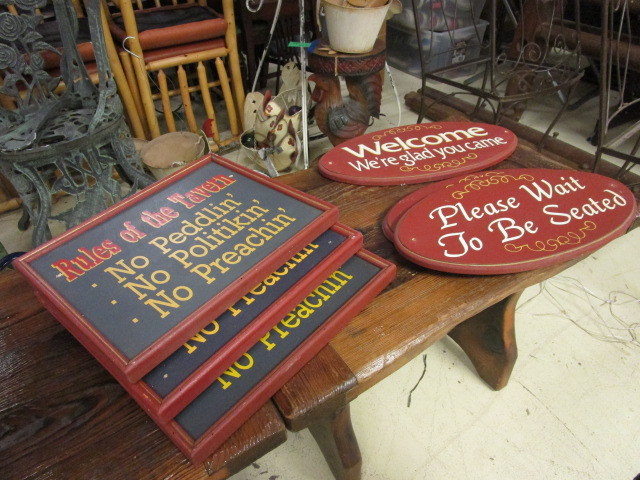 -Rules of the Tavern-
· No Peddlin'
· No Politikin'
· No Preachin'
No Preachin'
No Preachin'
Welcome
We're glad you came
Please Wait
To Be Seated